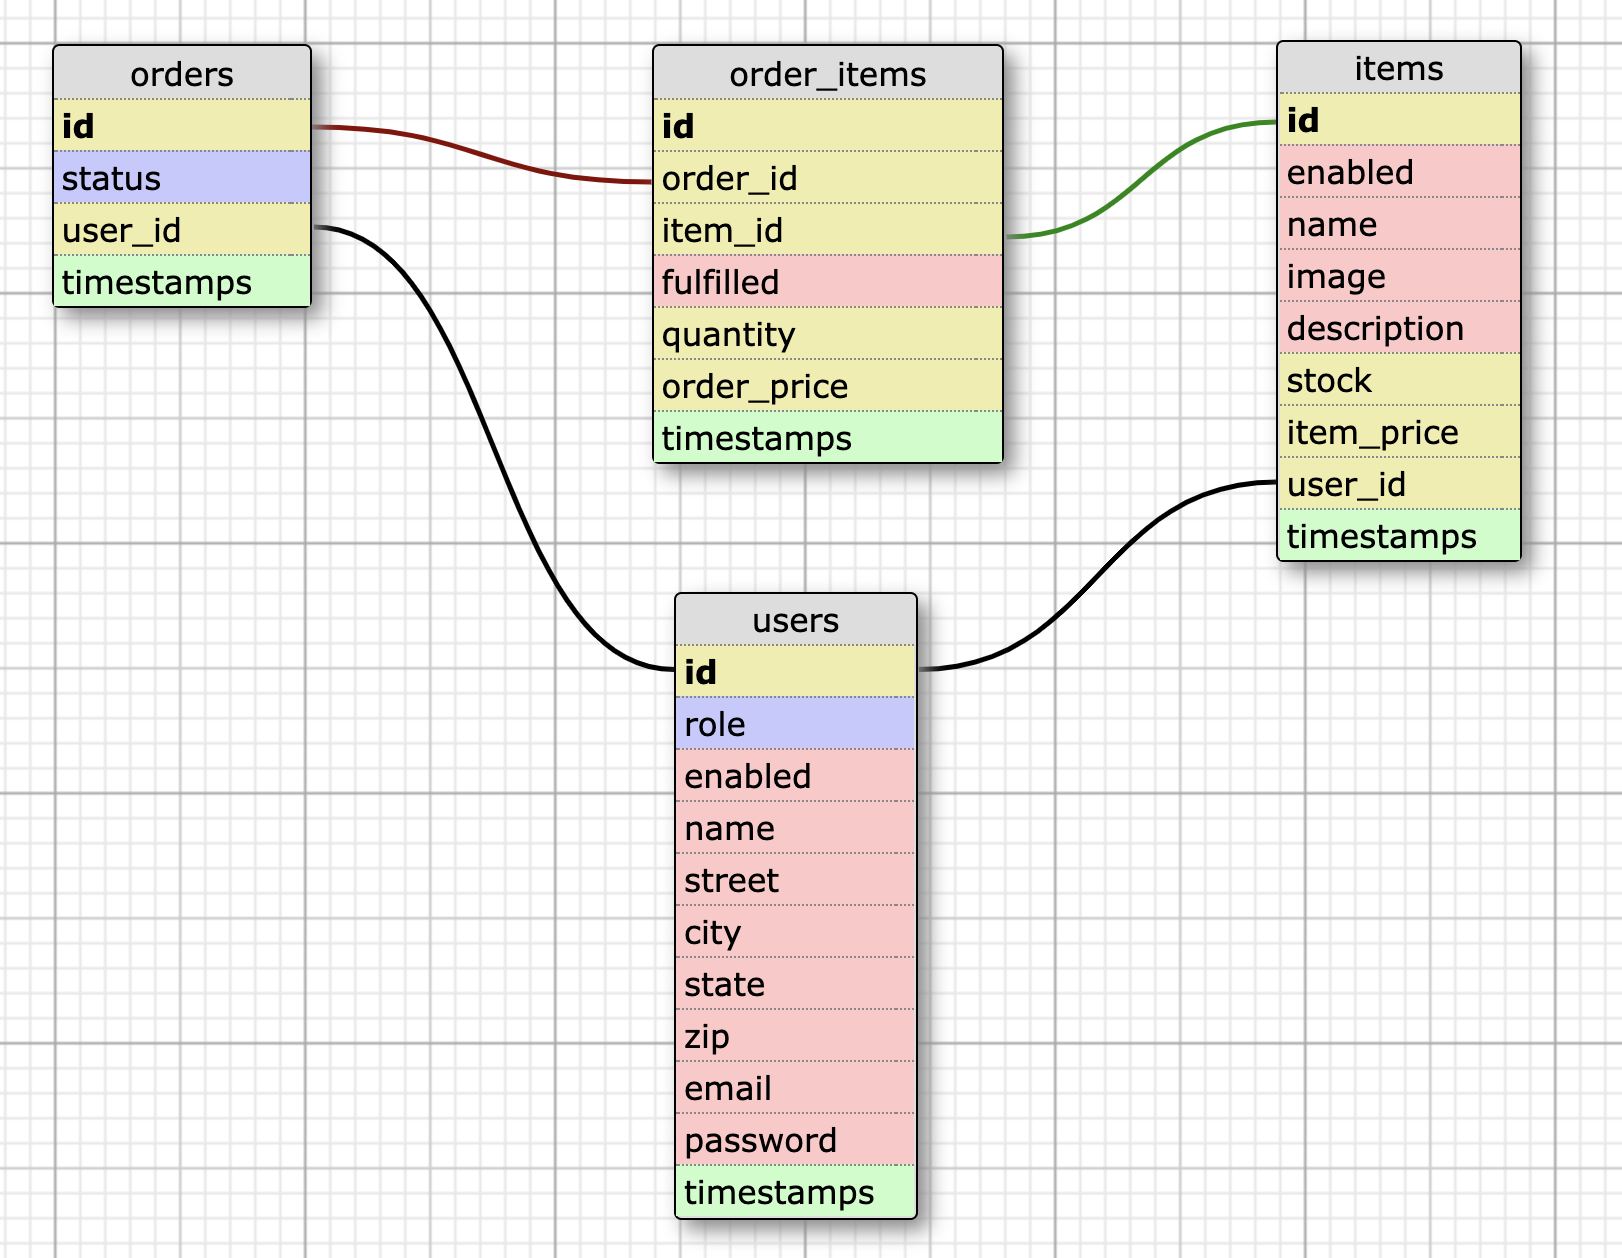 orders
id
status
user_id
timestamps
order_items
id
order_id
item_id
fulfilled
quantity
order_price
timestamps
items
id
enabled
name
image
description
stock
item_price
user_id
timestamps
users
id
role
enabled
name
street
city
state
zip
email
password
timestamps